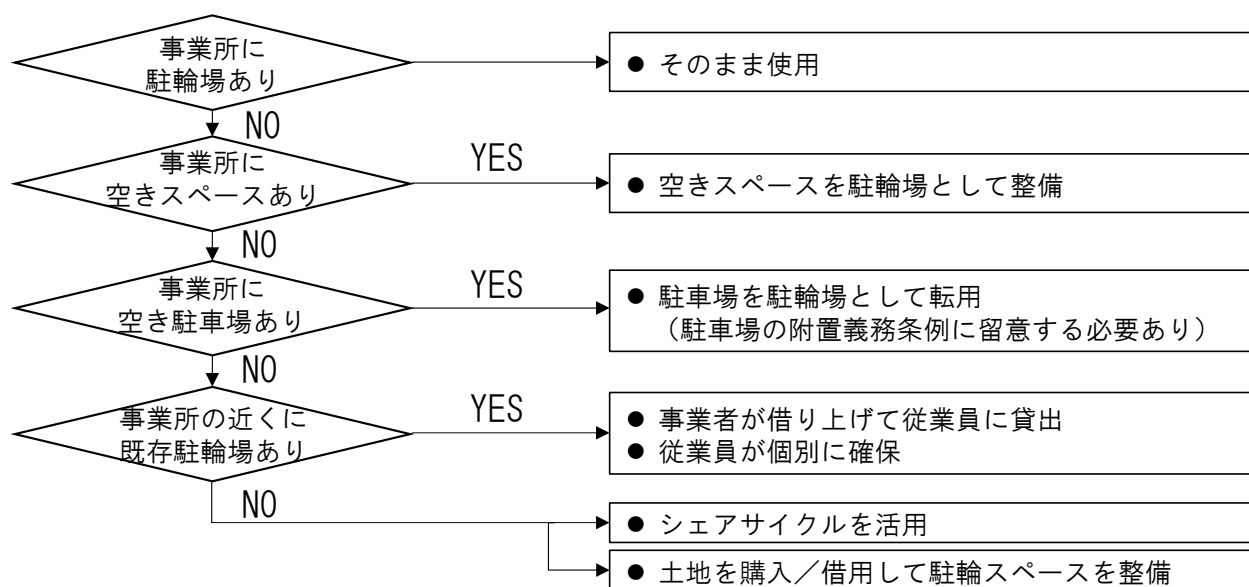 事業所に
駐輪場あり
● そのまま使用
NO
事業所に
空きスペースあり
YES
● 空きスペースを駐輪場として整備
NO
事業所に
空き駐車場あり
YES
● 駐車場を駐輪場として転用
（駐車場の附置義務条例に留意する必要あり）
NO
事業所の近くに
既存駐輪場あり
YES
● 事業者が借り上げて従業員に貸出
● 従業員が個別に確保
NO
● シェアサイクルを活用
● 土地を購入／借用して駐輪スペースを整備